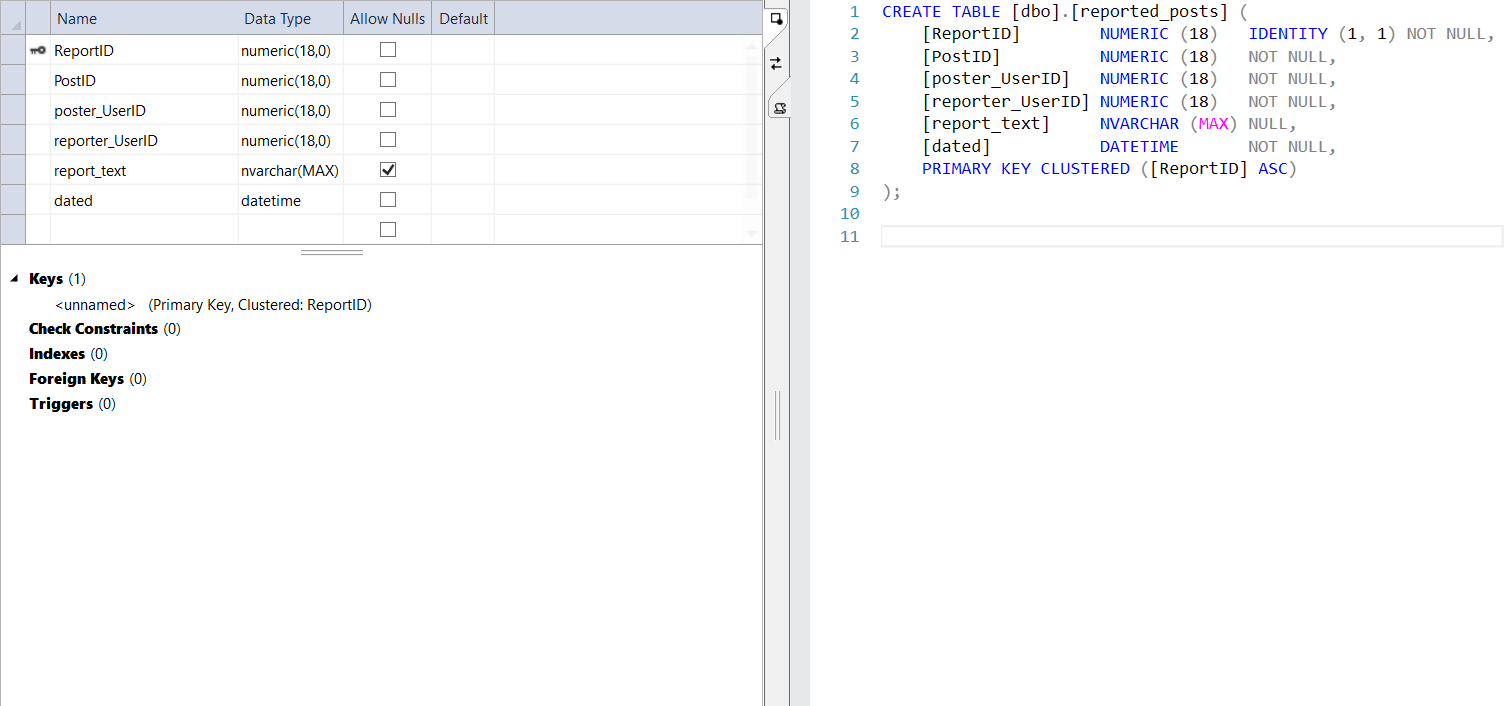 Name Data Type Allow Nulls Default
ReportID numeric(18,0)
PostID numeric(18,0)
poster_UserID numeric(18,0)
reporter_UserID numeric(18,0)
report_text nvarchar(MAX)
dated datetime
Keys (1)
<unnamed> (Primary Key, Clustered: ReportID)
Check Constraints (0)
Indexes (0)
Foreign Keys (0)
Triggers (0)
1 CREATE TABLE [dbo].[reported_posts] (
2 [ReportID] NUMERIC (18) IDENTITY (1, 1) NOT NULL,
3 [PostID] NUMERIC (18) NOT NULL,
4 [poster_UserID] NUMERIC (18) NOT NULL,
5 [reporter_UserID] NUMERIC (18) NOT NULL,
6 [report_text] NVARCHAR (MAX) NULL,
7 [dated] DATETIME NOT NULL,
8 PRIMARY KEY CLUSTERED ([ReportID] ASC)
9 );
10
11